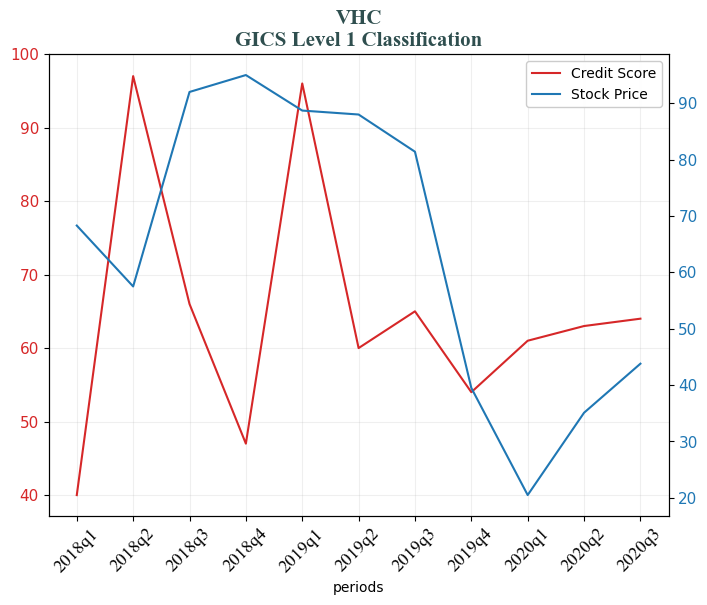 VHC
GICS Level 1 Classification
Credit Score
Stock Price
100
90
80
70
60
50
40
90
80
70
60
50
40
30
20
2018q1
2018q2
2018q3
2018q4
2019q1
2019q2
2019q3
2019q4
2020q1
2020q2
2020q3
periods